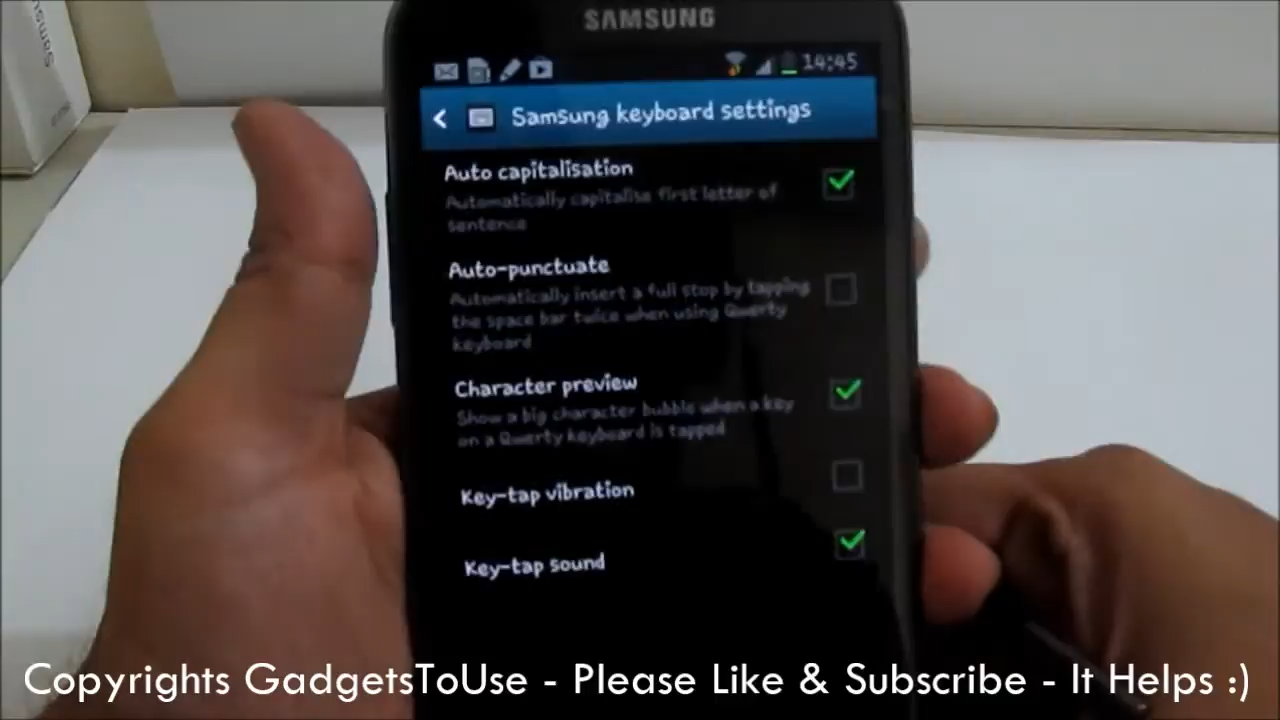 SAMSUNG
Samsu
14:45
Samsung keyboard settings
Auto capitalisation
Automatically capitalise first letter of
sentence
Auto-punctuate
Automatically insert a full stop by tapping
the space bar twice when using Qwerty
keyboard
Character preview
Show a big character bubble when a key
on a Qwerty keyboard is tapped
Key-tap vibration
Key-tap sound
Copyrights GadgetsToUse - Please Like & Subscribe - It Helps :)